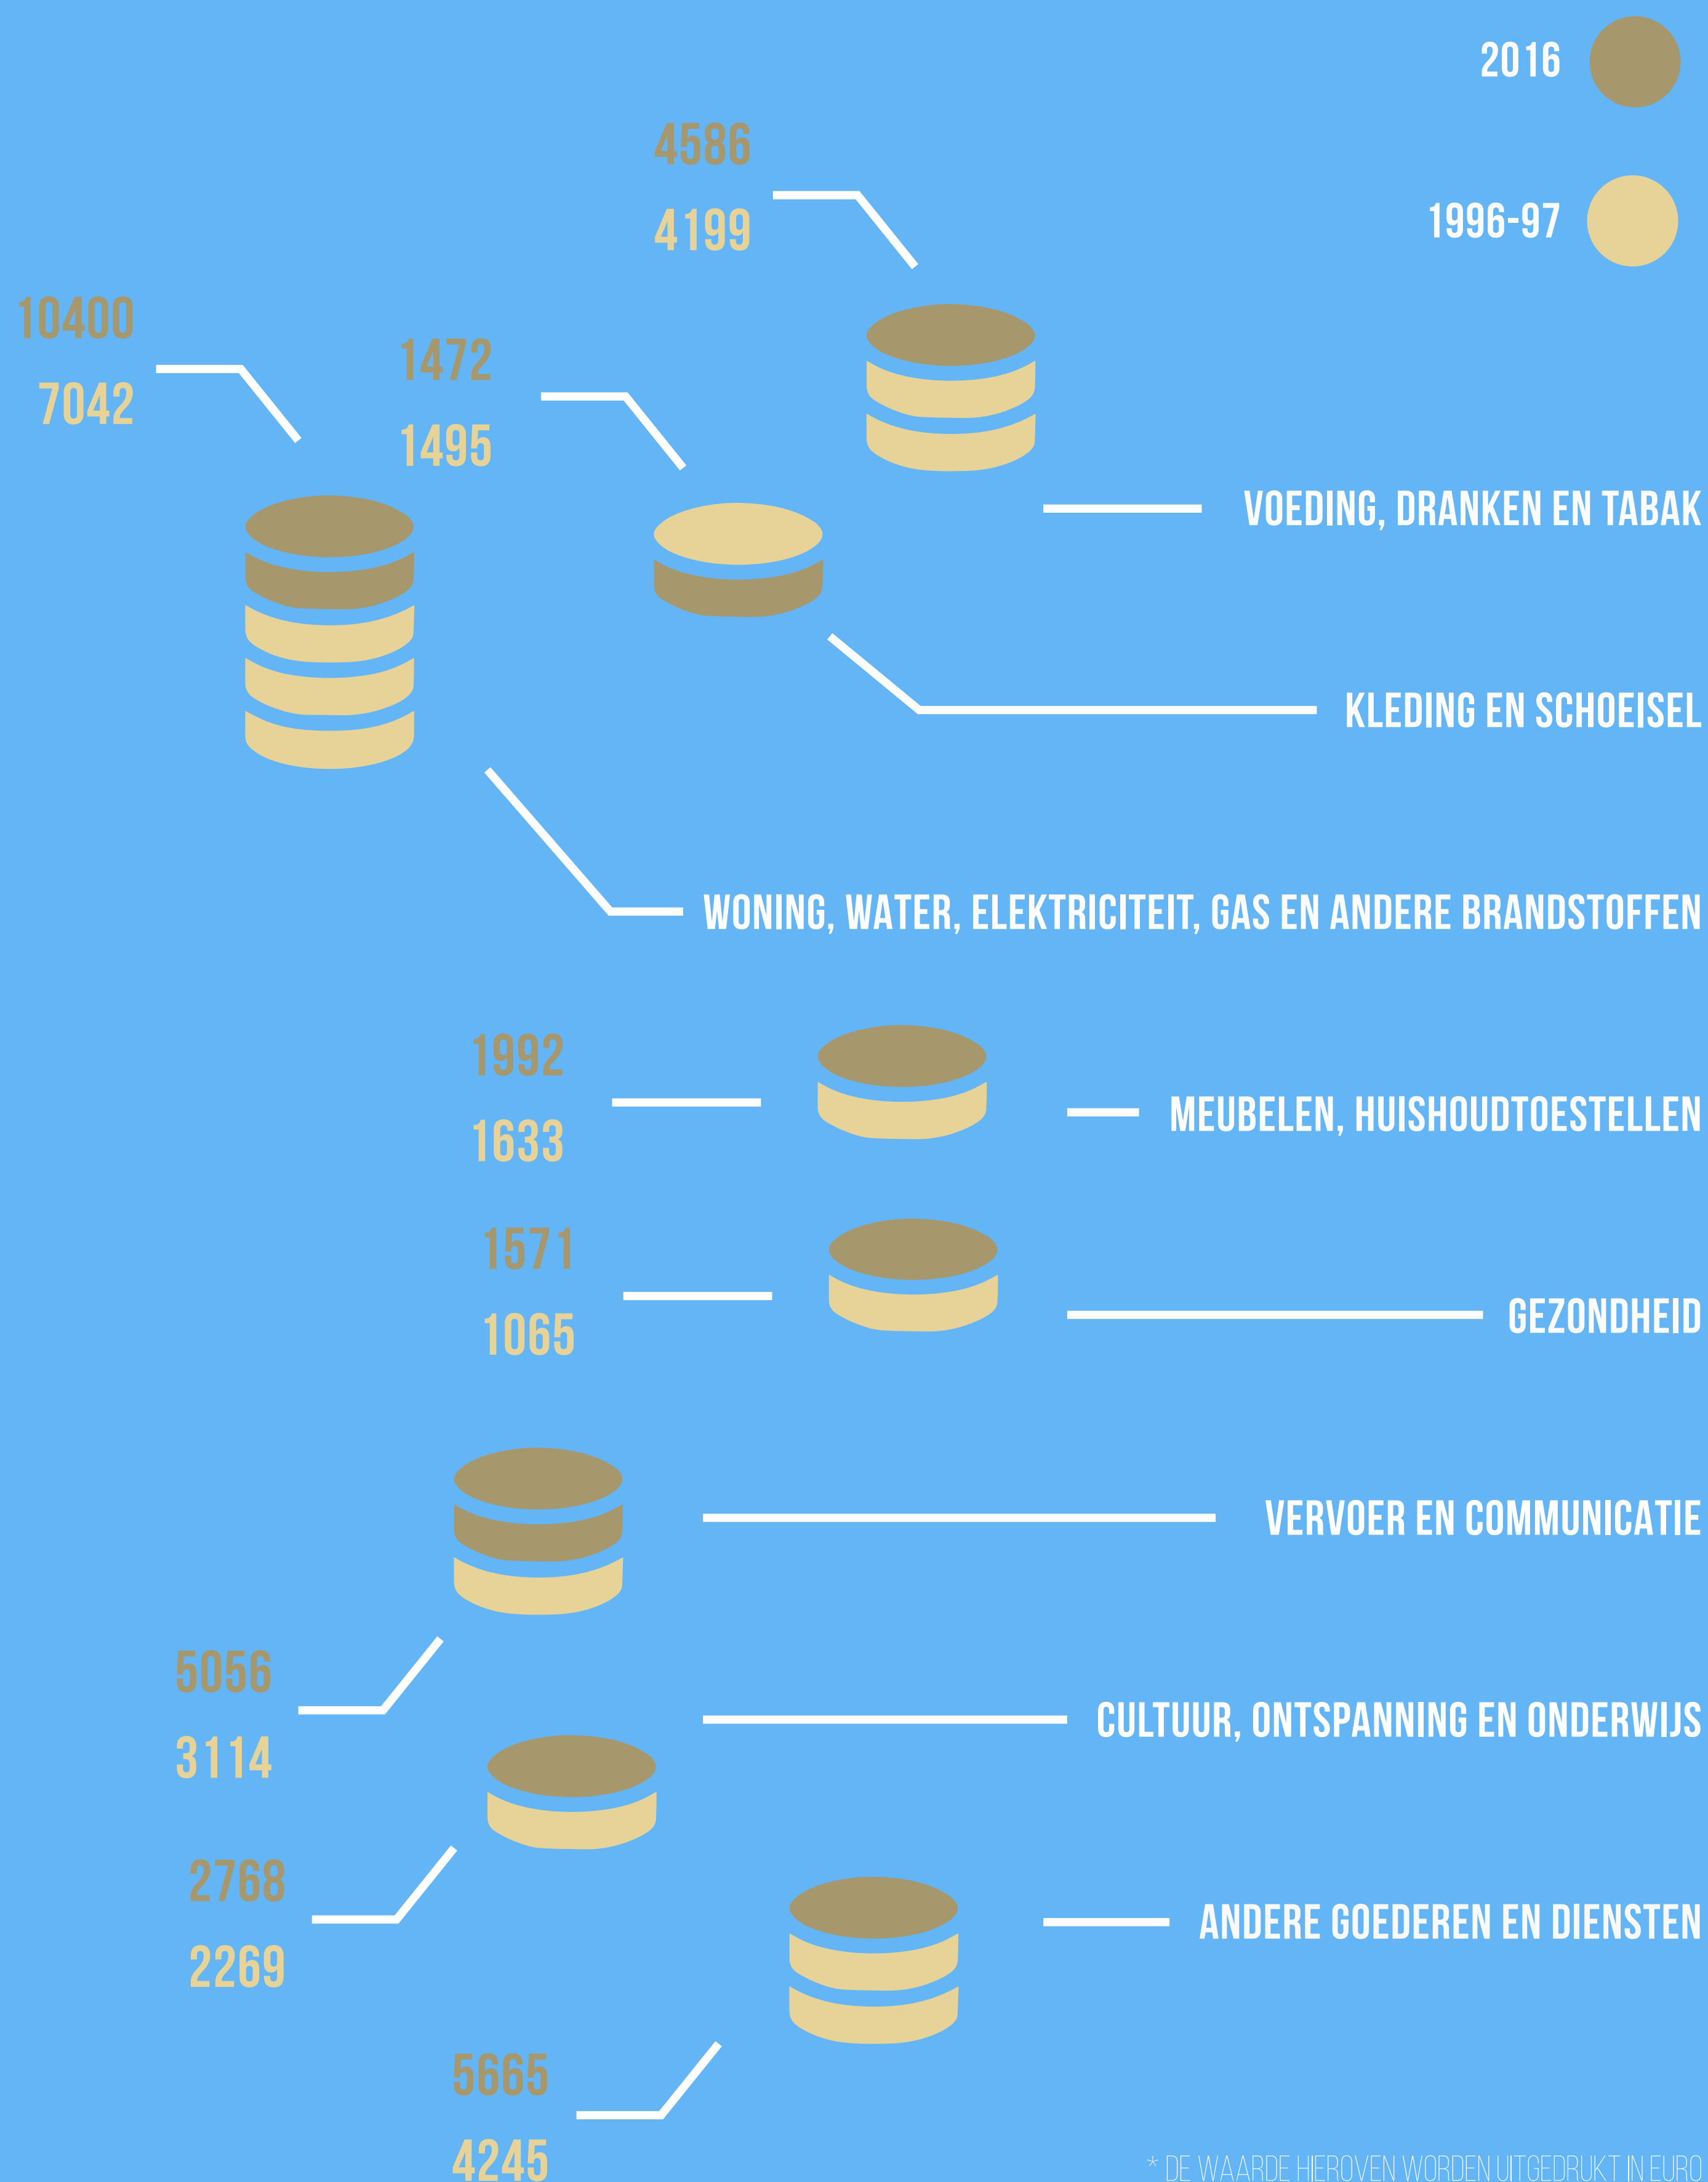 2016
1996-97
4586
4199
10400
7042
1472
1495
VOEDING, DRANKEN EN TABAK
KLEDING EN SCHOEISEL
WONING, WATER, ELEKTRICITEIT, GAS EN ANDERE BRANDSTOFFEN
1992
1633
MEUBELEN, HUISHOUDTOESTELLEN
1571
1065
GEZONDHEID
VERVOER EN COMMUNICATIE
5056
3114
CULTUUR, ONTSPANNING EN ONDERWIJS
2768
2269
ANDERE GOEDEREN EN DIENSTEN
5665
4245
* DE WAARDE HIEROVEN WORDEN UITGEDRUKT IN EURO